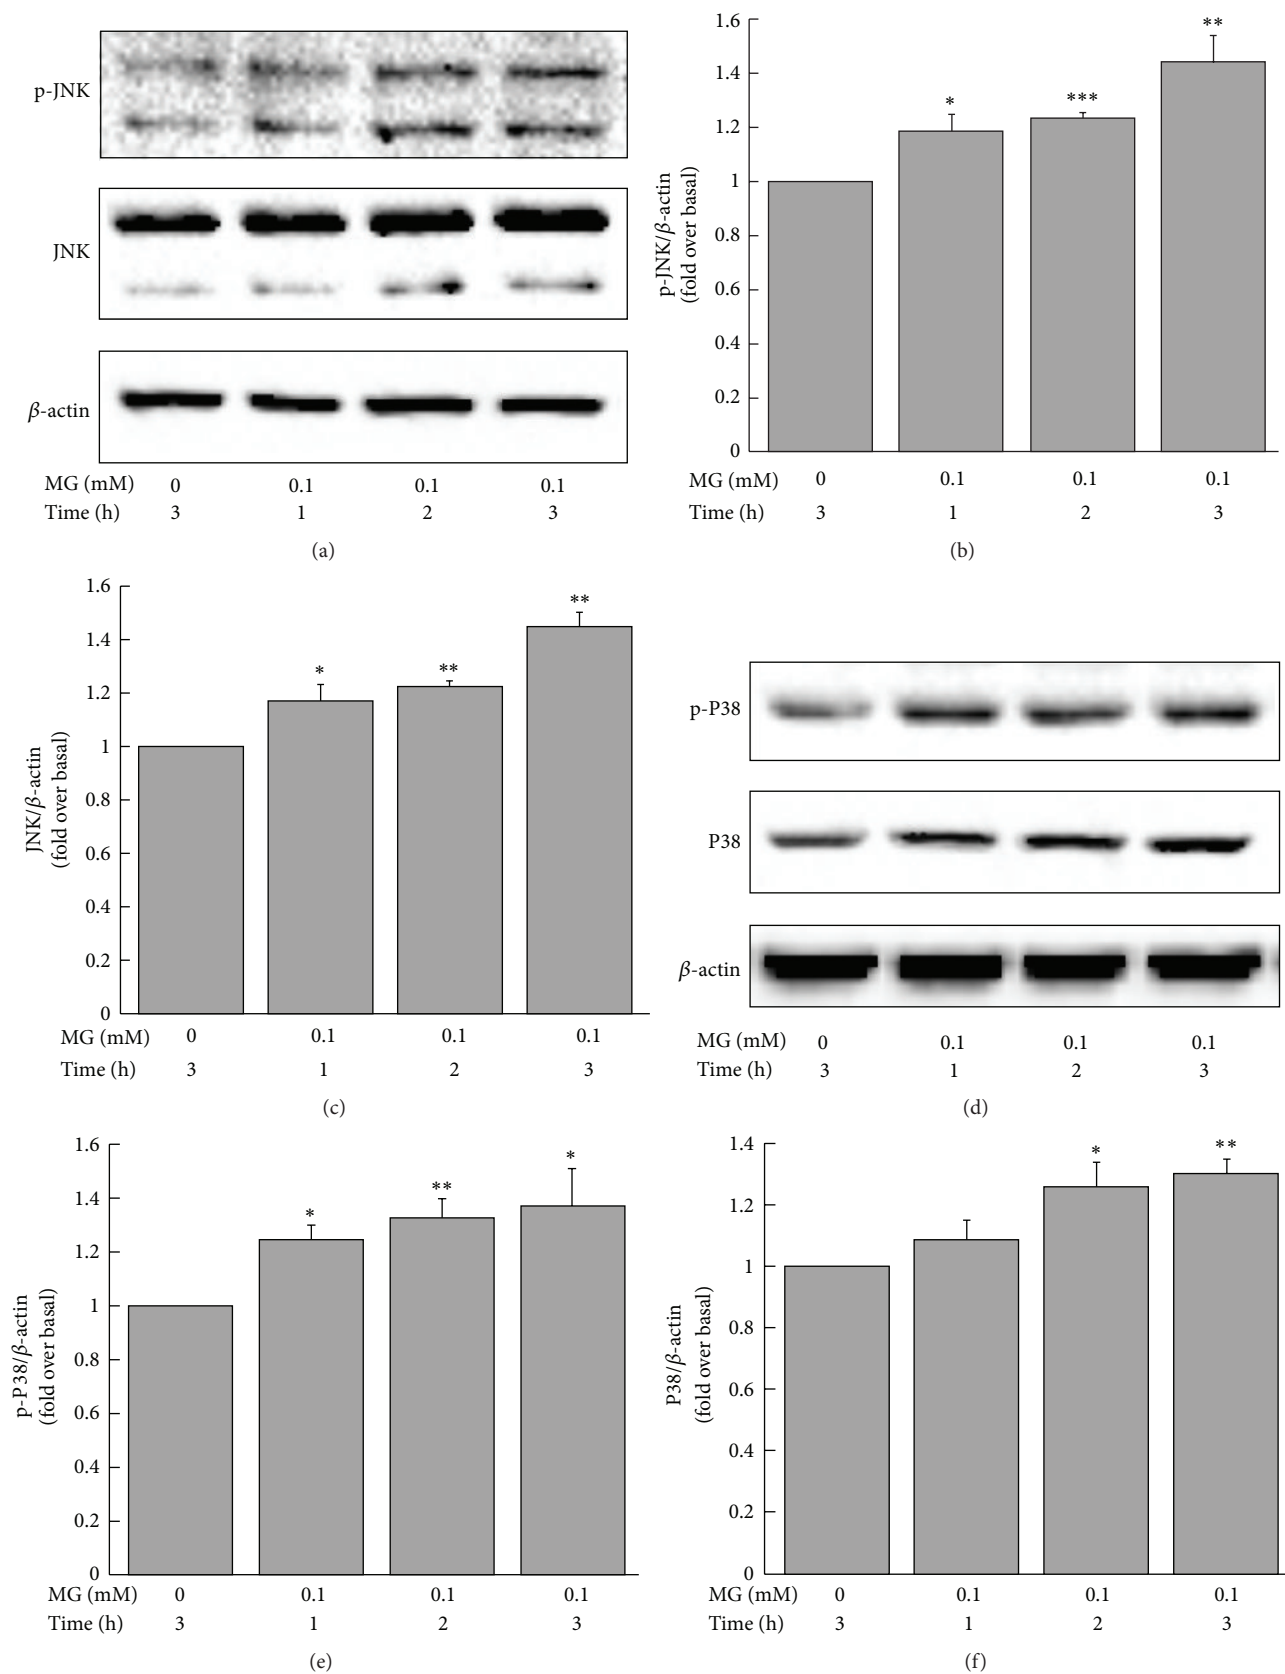 p-JNK
JNK
β-actin
MG (mM) 0 0.1 0.1 0.1
Time (h) 3 1 2 3
(a)
1.6
1.4
1.2
1
0.8
0.6
0.4
0.2
0
p-JNK/β-actin
(fold over basal)
* *** **
MG (mM) 0 0.1 0.1 0.1
Time (h) 3 1 2 3
(b)
1.6
1.4
1.2
1
0.8
0.6
0.4
0.2
0
JNK/β-actin
(fold over basal)
* ** **
MG (mM) 0 0.1 0.1 0.1
Time (h) 3 1 2 3
(c)
p-P38
P38
β-actin
MG (mM) 0 0.1 0.1 0.1
Time (h) 3 1 2 3
(d)
1.6
1.4
1.2
1
0.8
0.6
0.4
0.2
0
p-P38/β-actin
(fold over basal)
* ** *
MG (mM) 0 0.1 0.1 0.1
Time (h) 3 1 2 3
(e)
1.4
1.2
1
0.8
0.6
0.4
0.2
0
P38/β-actin
(fold over basal)
* **
MG (mM) 0 0.1 0.1 0.1
Time (h) 3 1 2 3
(f)